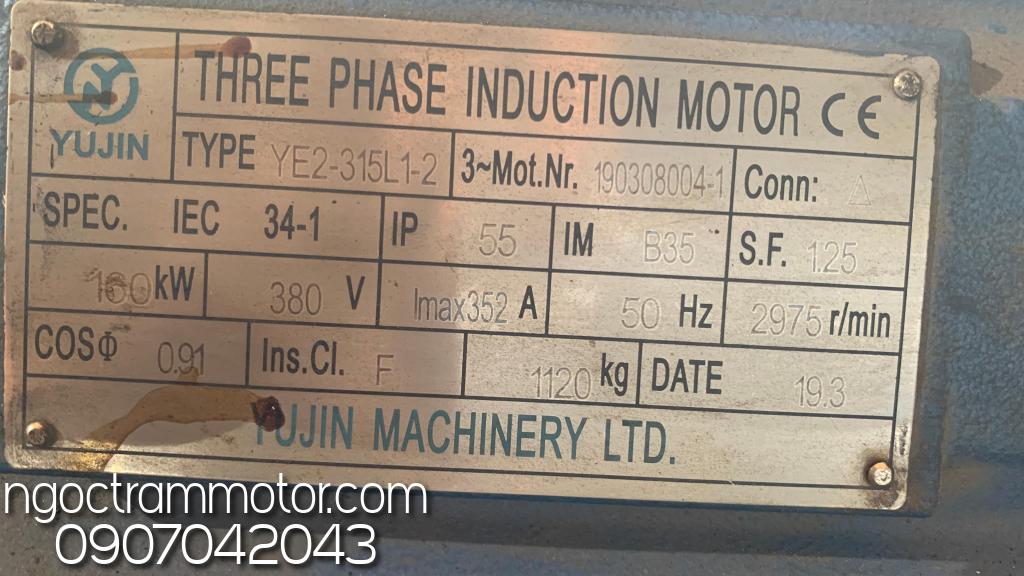 THREE PHASE INDUCTION MOTOR CE
YUJIN
TYPE YE2-315L1-2 3~Mot.Nr. 190308004-1 Conn: △
SPEC. IEC 34-1 IP 55 IM B35 S.F. 1.25
160 kW 380 V Imax352 A 50 Hz 2975 r/min
COSΦ 0.91 Ins.Cl. F 1120 kg DATE 19.3
YUJIN MACHINERY LTD.
ngoctrammotor.com
0907042043